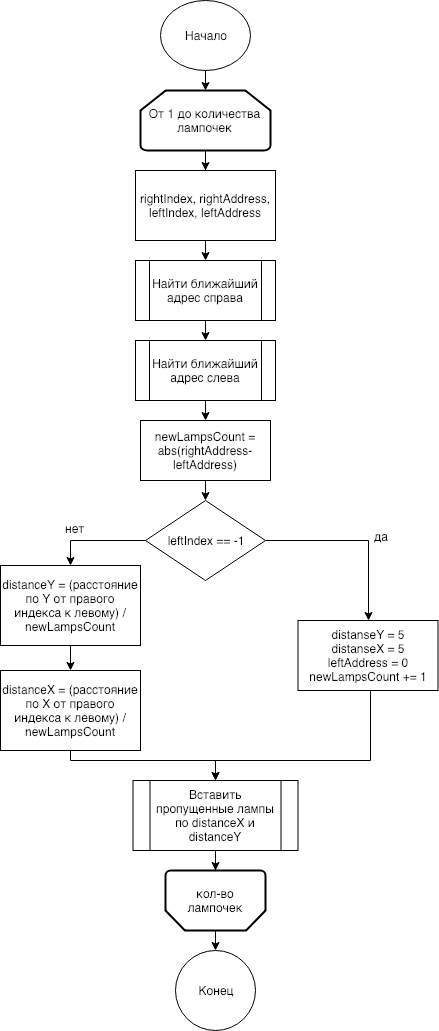 Начало
От 1 до количества
лампочек
rightIndex, rightAddress,
leftIndex, leftAddress
Найти ближайший
адрес справа
Найти ближайший
адрес слева
newLampsCount =
abs(rightAddress-
leftAddress)
leftIndex == -1
нет
да
distanceY = (расстояние
по Y от правого
индекса к левому) /
newLampsCount
distanceX = (расстояние
по X от правого
индекса к левому) /
newLampsCount
distanseY = 5
distanseX = 5
leftAddress = 0
newLampsCount += 1
Вставить
пропущенные лампы
по distanceX и
distanceY
кол-во
лампочек
Конец